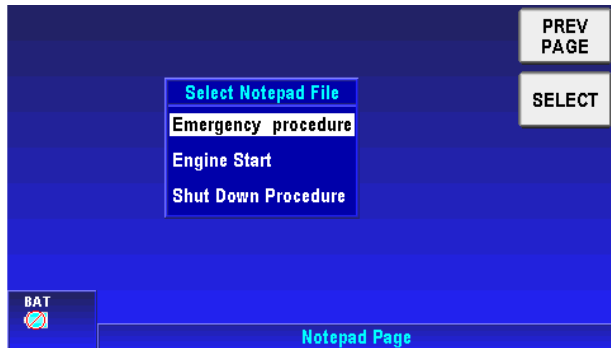 PREV
PAGE
Select Notepad File
SELECT
Emergency procedure
Engine Start
Shut Down Procedure
BAT
Notepad Page